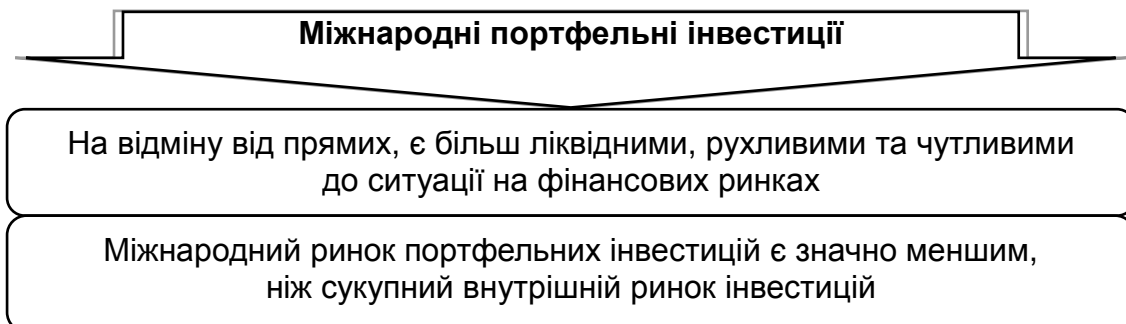 Міжнародні портфельні інвестиції
На відміну від прямих, є більш ліквідними, рухливими та чутливими
до ситуації на фінансових ринках
Міжнародний ринок портфельних інвестицій є значно меншим,
ніж сукупний внутрішній ринок інвестицій